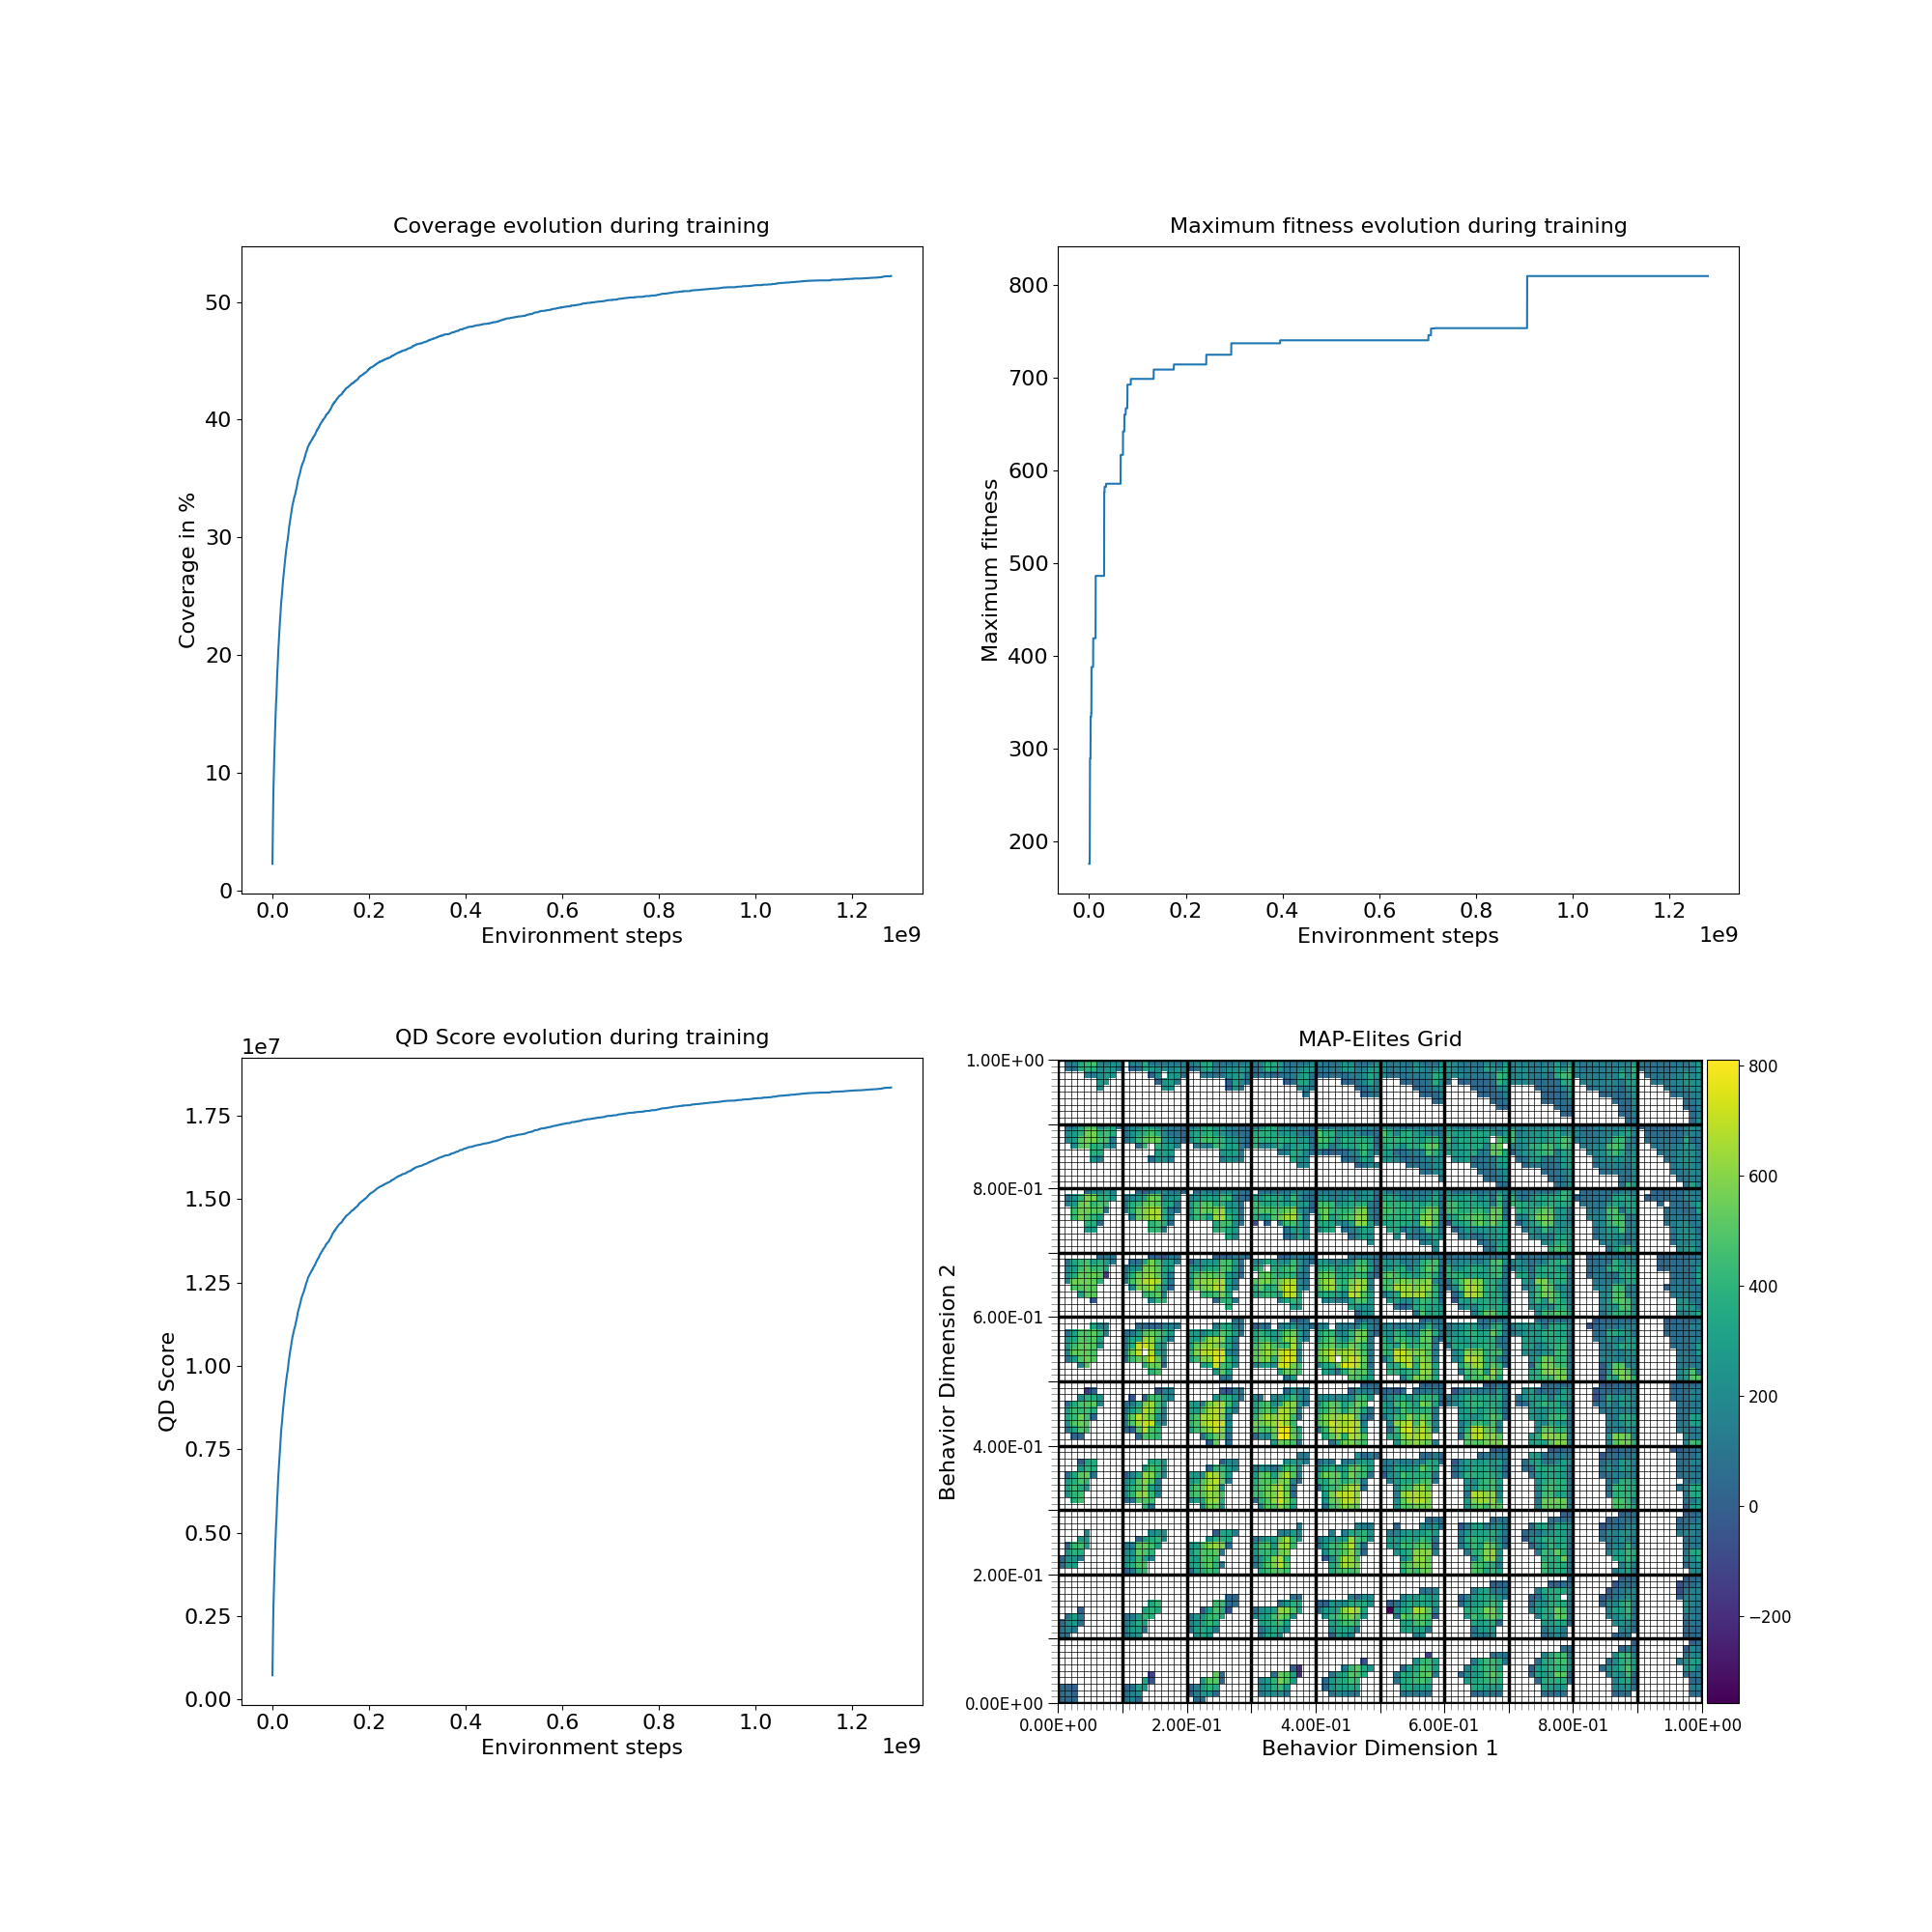 Coverage evolution during training
Coverage in %
50
40
30
20
10
0
0.0 0.2 0.4 0.6 0.8 1.0 1.2
Environment steps
1e9
Maximum fitness evolution during training
Maximum fitness
800
700
600
500
400
300
200
0.0 0.2 0.4 0.6 0.8 1.0 1.2
Environment steps
1e9
QD Score evolution during training
1e7
QD Score
1.75
1.50
1.25
1.00
0.75
0.50
0.25
0.00
0.0 0.2 0.4 0.6 0.8 1.0 1.2
Environment steps
1e9
MAP-Elites Grid
Behavior Dimension 2
1.00E+00
8.00E-01
6.00E-01
4.00E-01
2.00E-01
0.00E+00
0.00E+00 2.00E-01 4.00E-01 6.00E-01 8.00E-01 1.00E+00
Behavior Dimension 1
800
600
400
200
0
−200